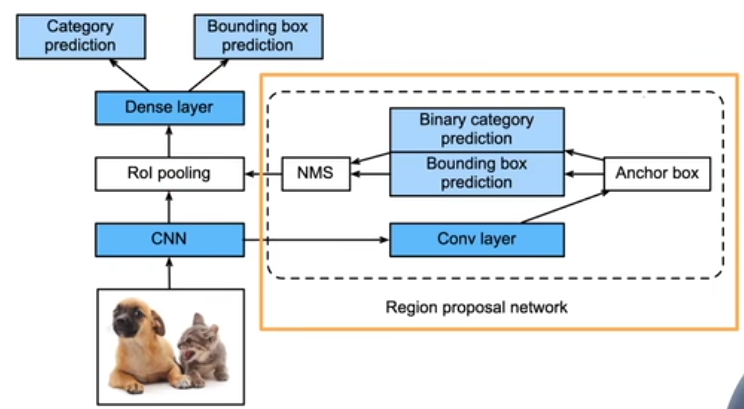 Category
prediction
Bounding box
prediction
Dense layer
Binary category
prediction
RoI pooling
NMS
Bounding box
prediction
Anchor box
CNN
Conv layer
Region proposal network